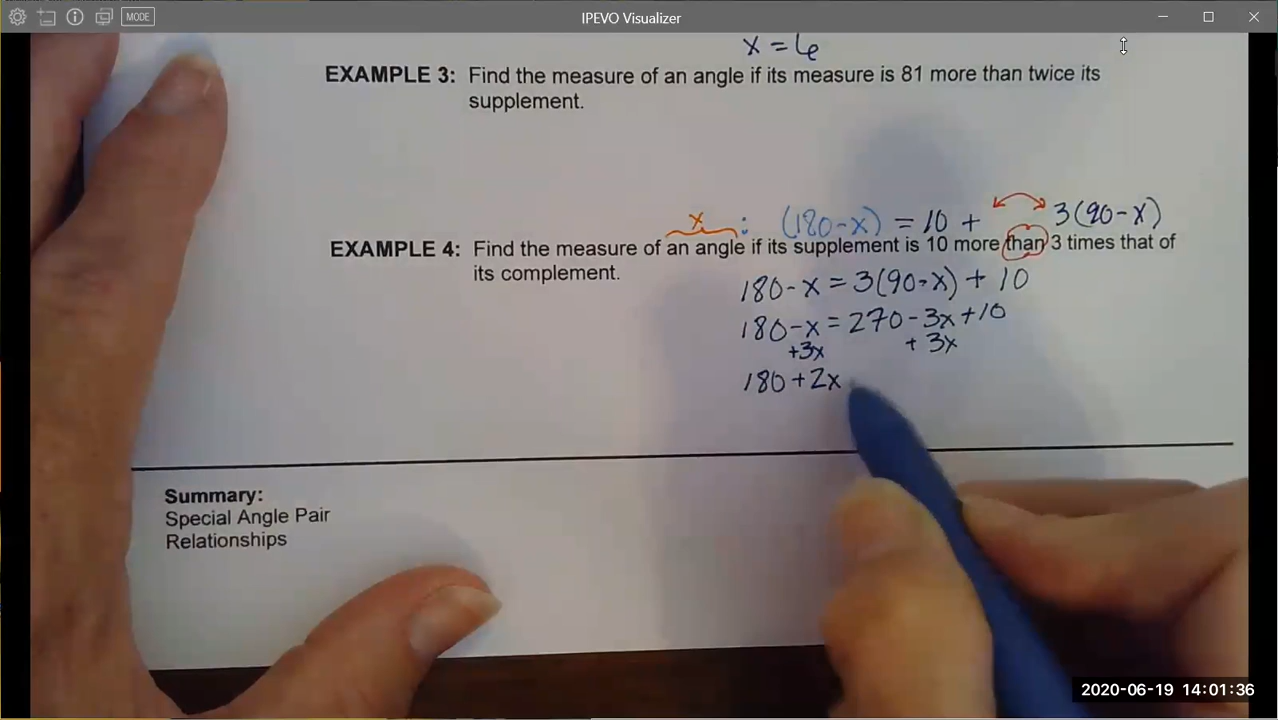 MODE
IPEVO Visualizer
x = 6
EXAMPLE 3: Find the measure of an angle if its measure is 81 more than twice its
supplement.
x : (180-x) = 10 + 3(90-x)
EXAMPLE 4: Find the measure of an angle if its supplement is 10 more than 3 times that of
its complement.
180-x = 3(90-x) + 10
180-x = 270-3x+10
+3x + 3x
180+2x
Summary:
Special Angle Pair
Relationships
2020-06-19 14:01:36